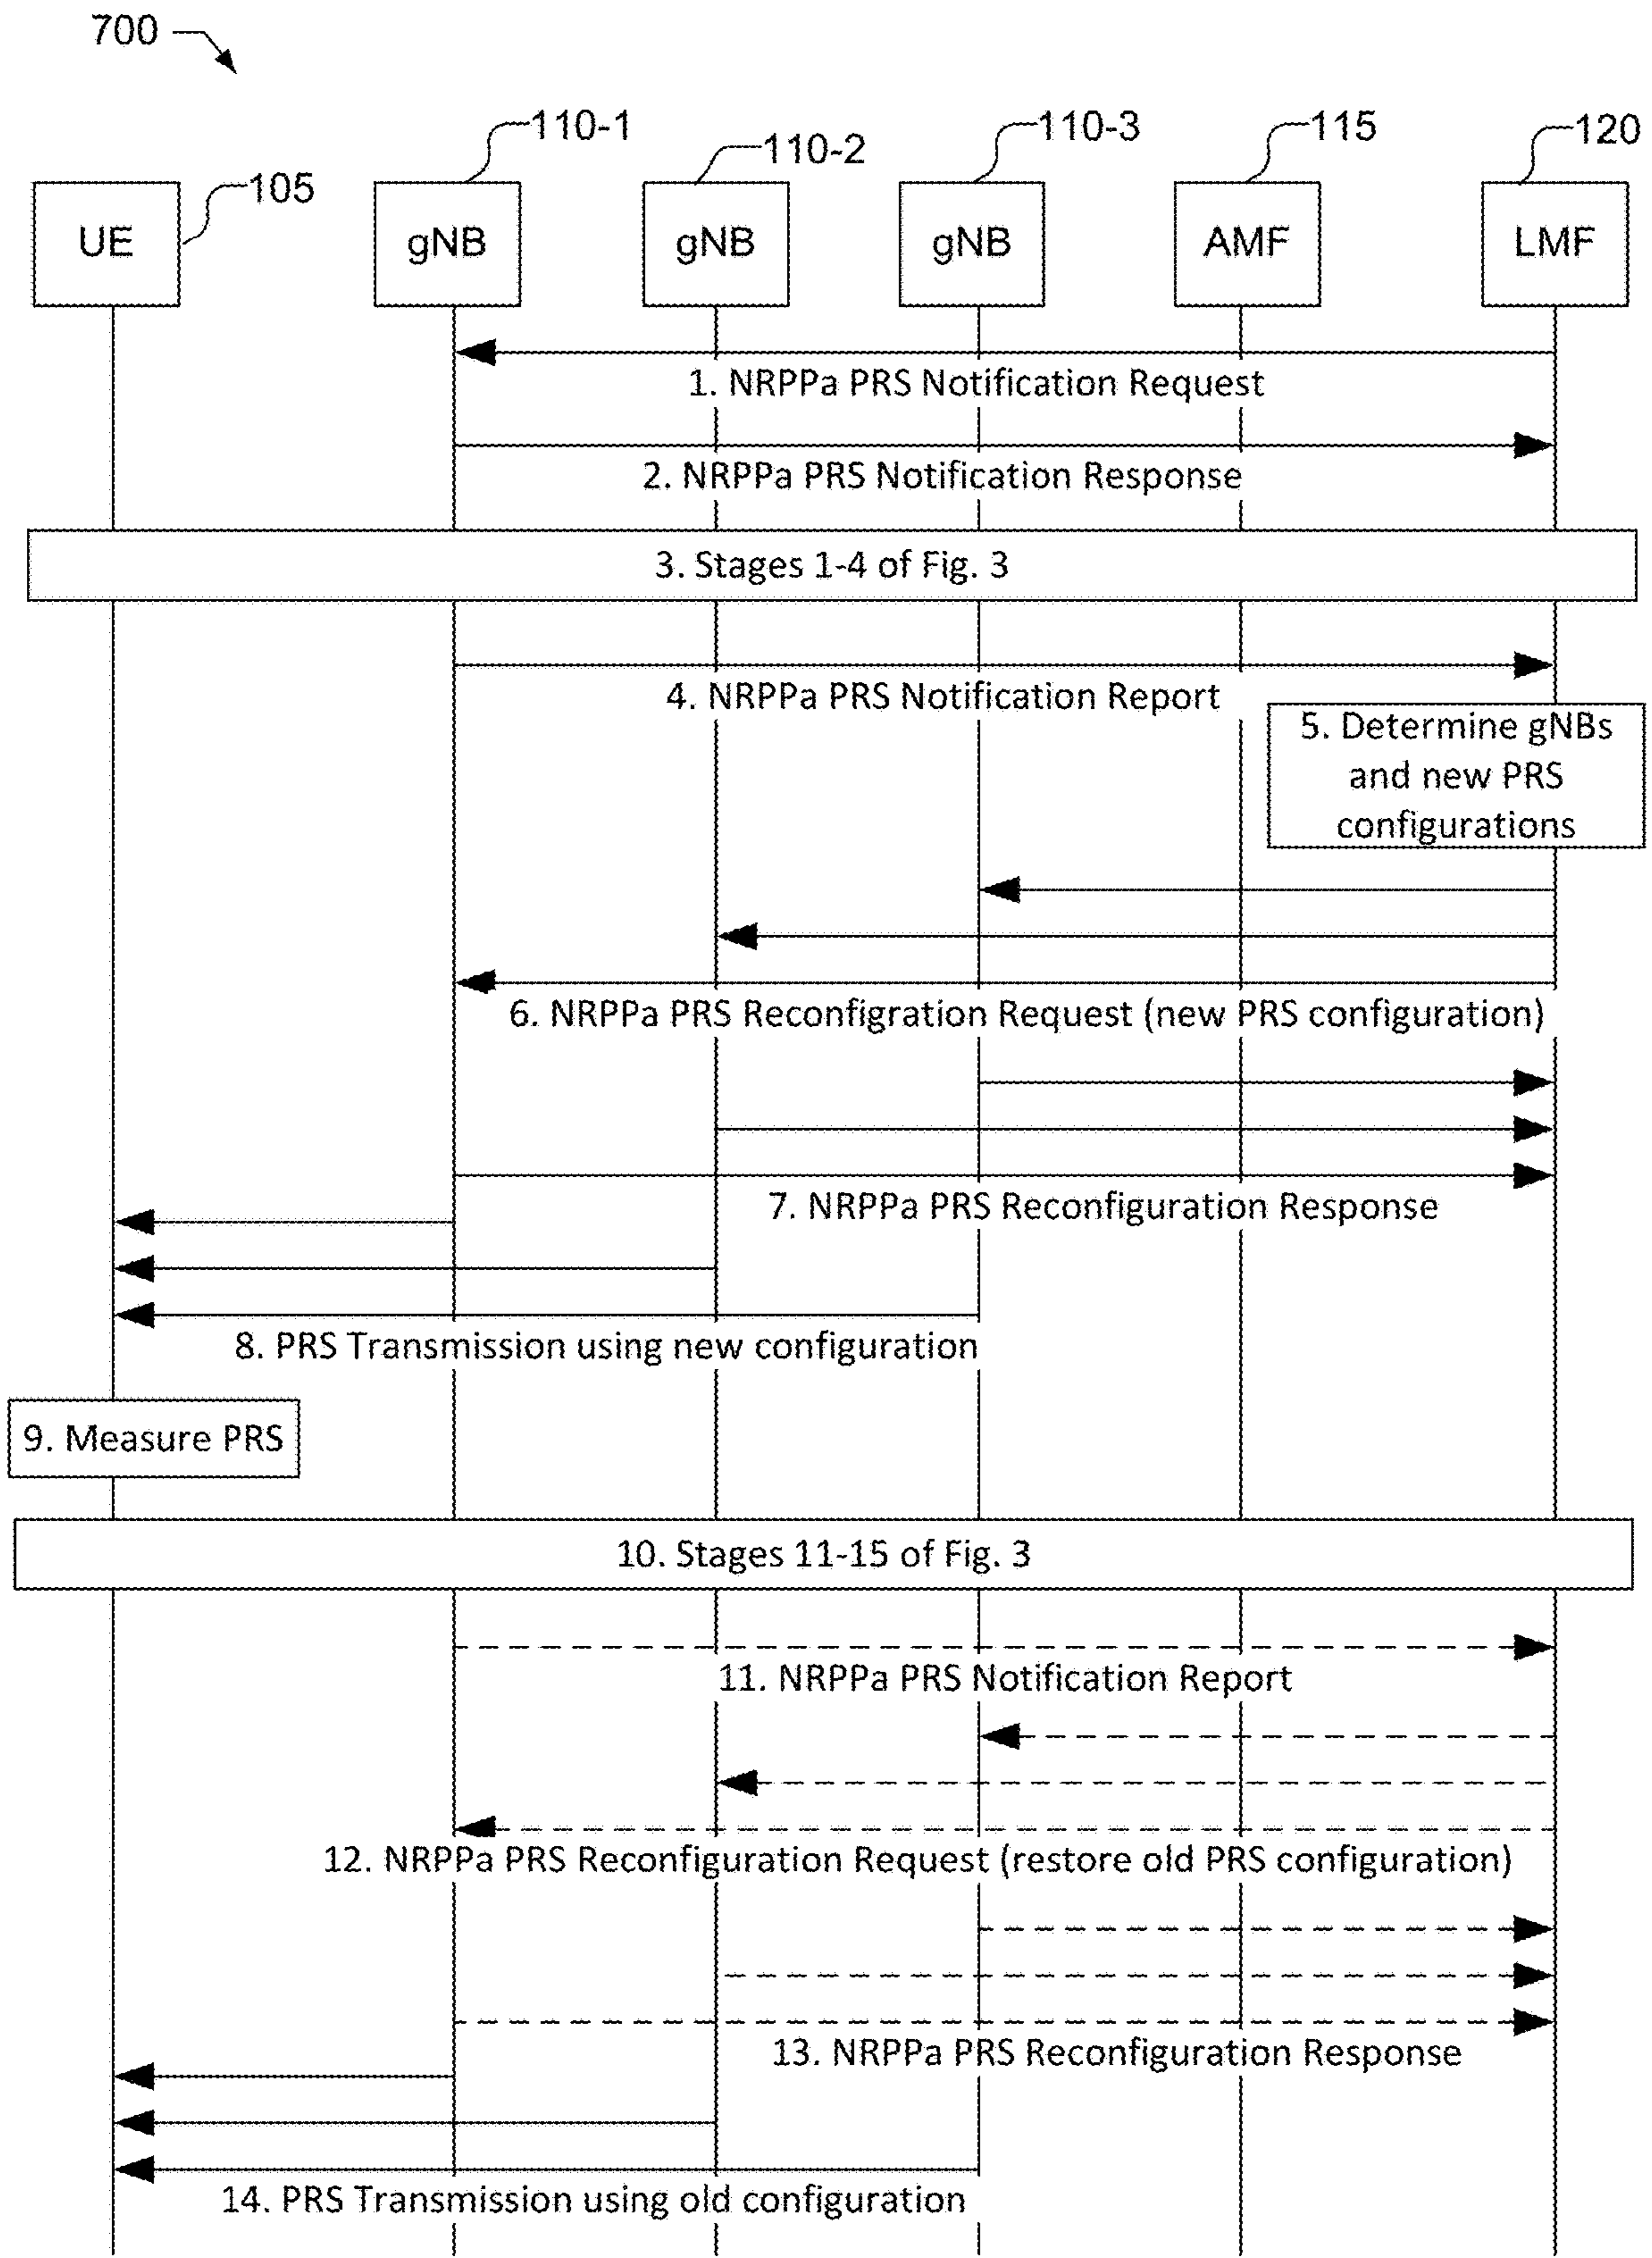 700
110-1
110-2
110-3
115
120
105
UE
gNB
gNB
gNB
AMF
LMF
1. NRPPa PRS Notification Request
2. NRPPa PRS Notification Response
3. Stages 1-4 of Fig. 3
4. NRPPa PRS Notification Report
5. Determine gNBs
and new PRS
configurations
6. NRPPa PRS Reconfigration Request (new PRS configuration)
7. NRPPa PRS Reconfiguration Response
8. PRS Transmission using new configuration
9. Measure PRS
10. Stages 11-15 of Fig. 3
11. NRPPa PRS Notification Report
12. NRPPa PRS Reconfiguration Request (restore old PRS configuration)
13. NRPPa PRS Reconfiguration Response
14. PRS Transmission using old configuration